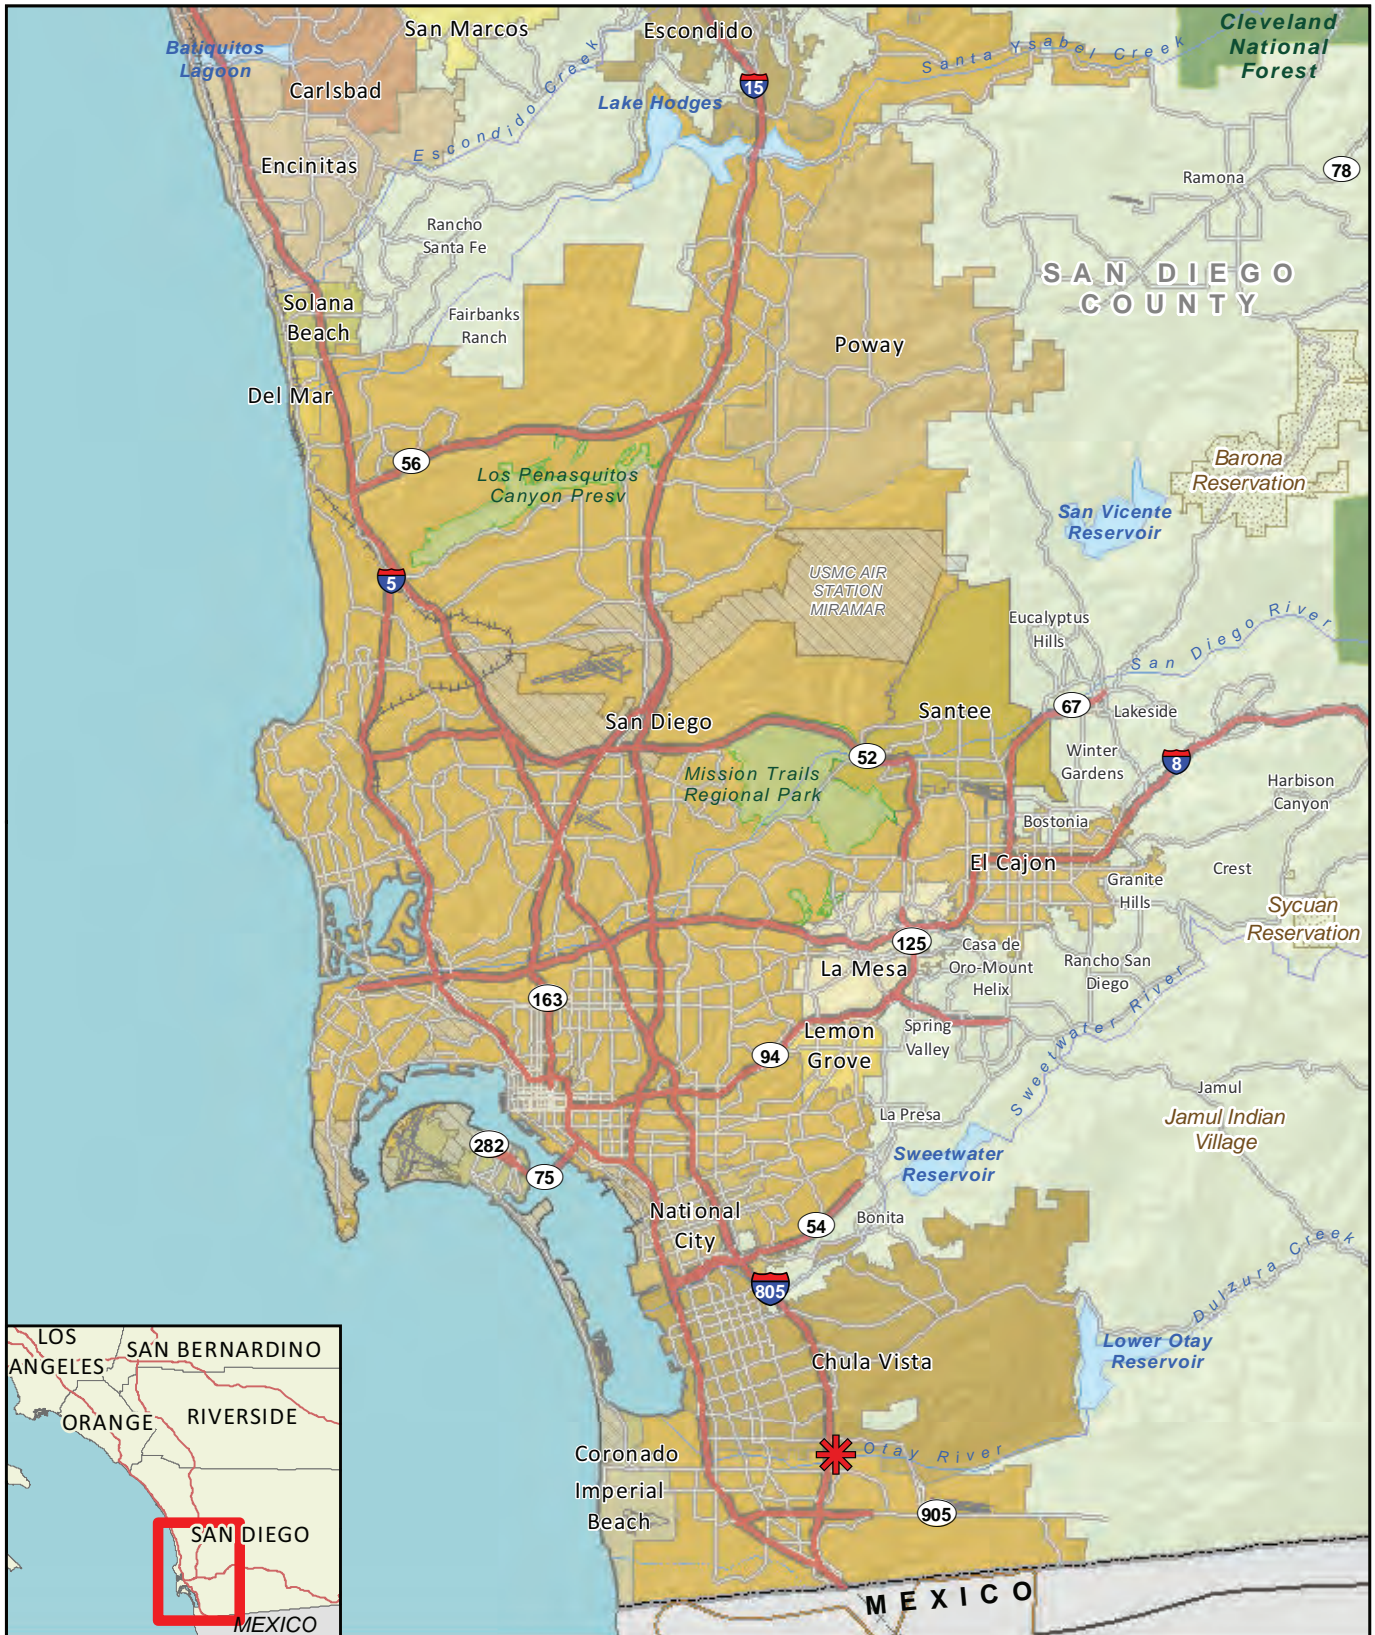 San Marcos
Escondido
Cleveland
National
Forest
Batiquitos
Lagoon
Carlsbad
Escondido Creek
Santa Ysabel Creek
15
Lake Hodges
Encinitas
Ramona
78
Rancho
Santa Fe
SAN DIEGO
COUNTY
Solana
Beach
Fairbanks
Ranch
Poway
Del Mar
56
Los Penasquitos
Canyon Presv
Barona
Reservation
San Vicente
Reservoir
5
USMC AIR
STATION
MIRAMAR
Eucalyptus
Hills
San Diego River
San Diego
Santee
67
Lakeside
52
Winter
Gardens
8
Mission Trails
Regional Park
Harbison
Canyon
Bostonia
El Cajon
Crest
Granite
Hills
Sycuan
Reservation
125
Casa de
Oro-Mount
Helix
La Mesa
Rancho San
Diego
163
Sweetwater River
Lemon
Grove
Spring
Valley
94
Jamul
La Presa
Jamul Indian
Village
282
75
Sweetwater
Reservoir
National
City
54
Bonita
Dulzura Creek
805
Lower Otay
Reservoir
Chula Vista
Otay River
Coronado
Imperial
Beach
905
MEXICO
LOS
ANGELES
SAN BERNARDINO
ORANGE
RIVERSIDE
SAN DIEGO
MEXICO